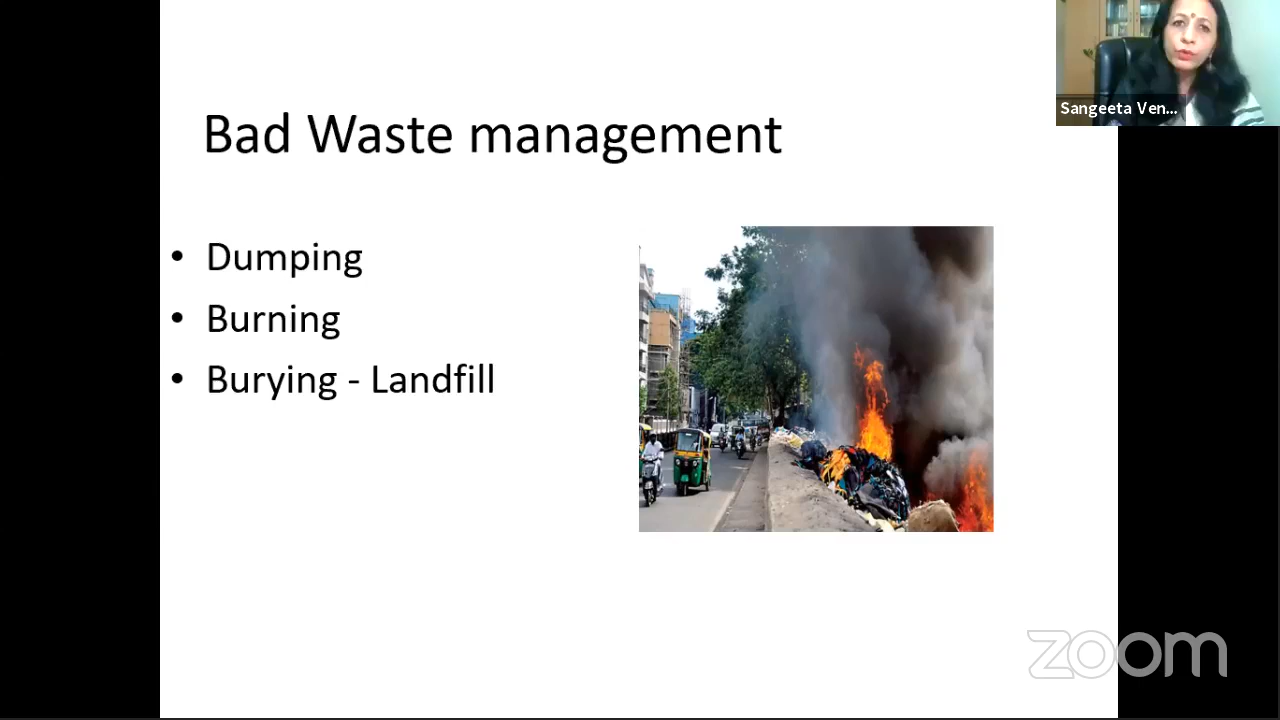 Bad Waste management
• Dumping
• Burning
• Burying - Landfill
Sangeeta Ven...
zoom